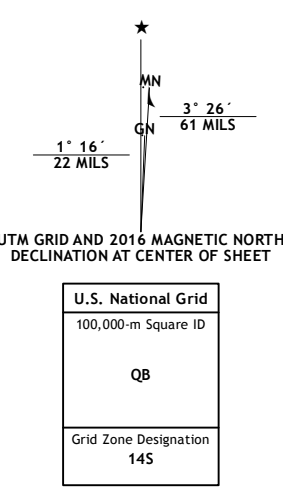 ★
MN
3° 26´
61 MILS
GN
1° 16´
22 MILS
UTM GRID AND 2016 MAGNETIC NORTH
DECLINATION AT CENTER OF SHEET
U.S. National Grid
100,000-m Square ID
QB
Grid Zone Designation
14S